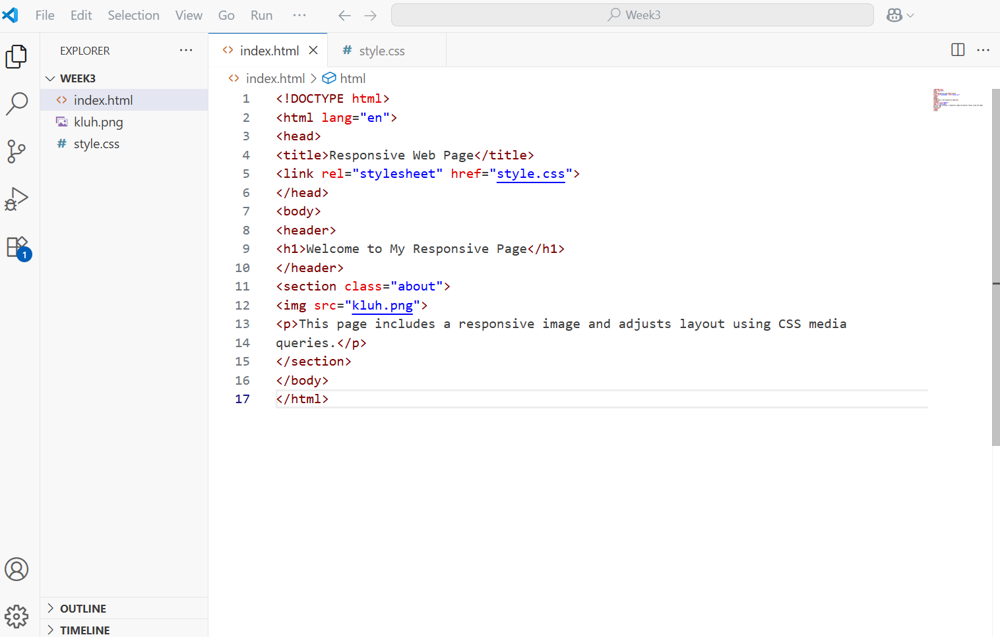 File Edit Selection View Go Run ··· Week3
EXPLORER ···
WEEK3
index.html
kluh.png
style.css
1
OUTLINE
TIMELINE
index.html style.css ···
index.html > html
1 <!DOCTYPE html>
2 <html lang="en">
3 <head>
4 <title>Responsive Web Page</title>
5 <link rel="stylesheet" href="style.css">
6 </head>
7 <body>
8 <header>
9 <h1>Welcome to My Responsive Page</h1>
10 </header>
11 <section class="about">
12 <img src="kluh.png">
13 <p>This page includes a responsive image and adjusts layout using CSS media
14 queries.</p>
15 </section>
16 </body>
17 </html>